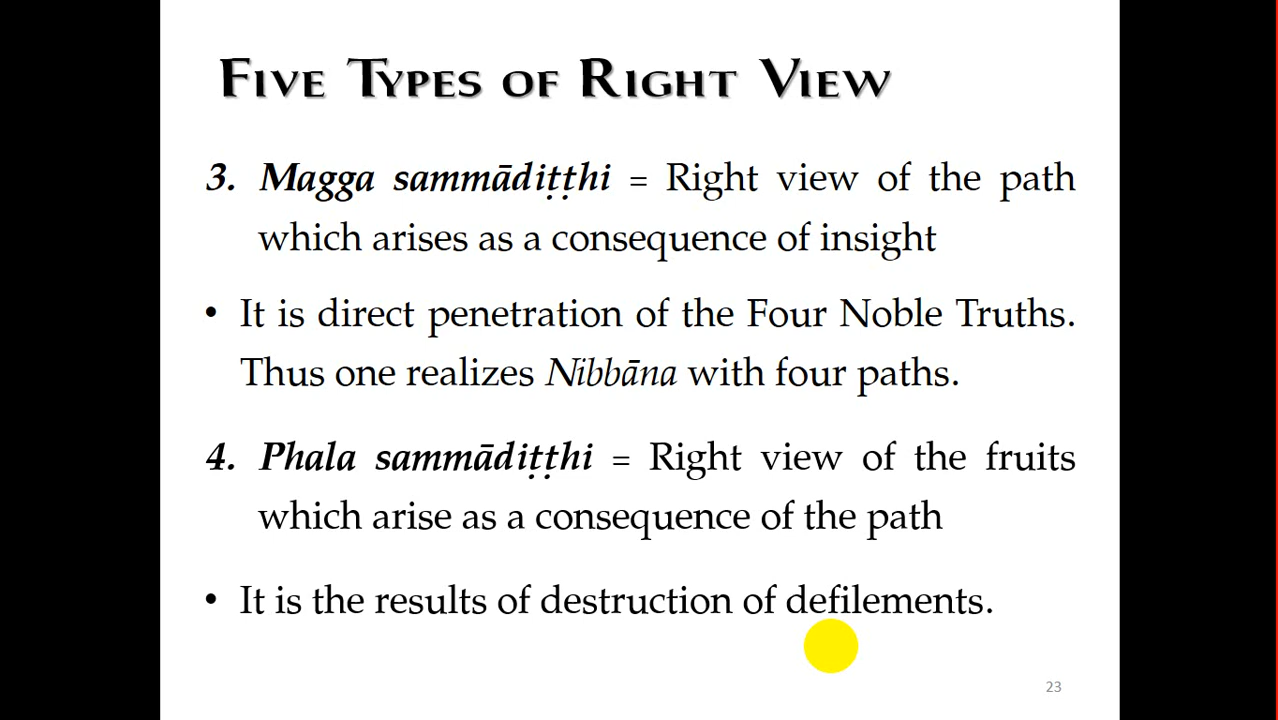 Five Types of Right View
3. Magga sammādiṭṭhi = Right view of the path
which arises as a consequence of insight
• It is direct penetration of the Four Noble Truths.
Thus one realizes Nibbāna with four paths.
4. Phala sammādiṭṭhi = Right view of the fruits
which arise as a consequence of the path
• It is the results of destruction of defilements.
23